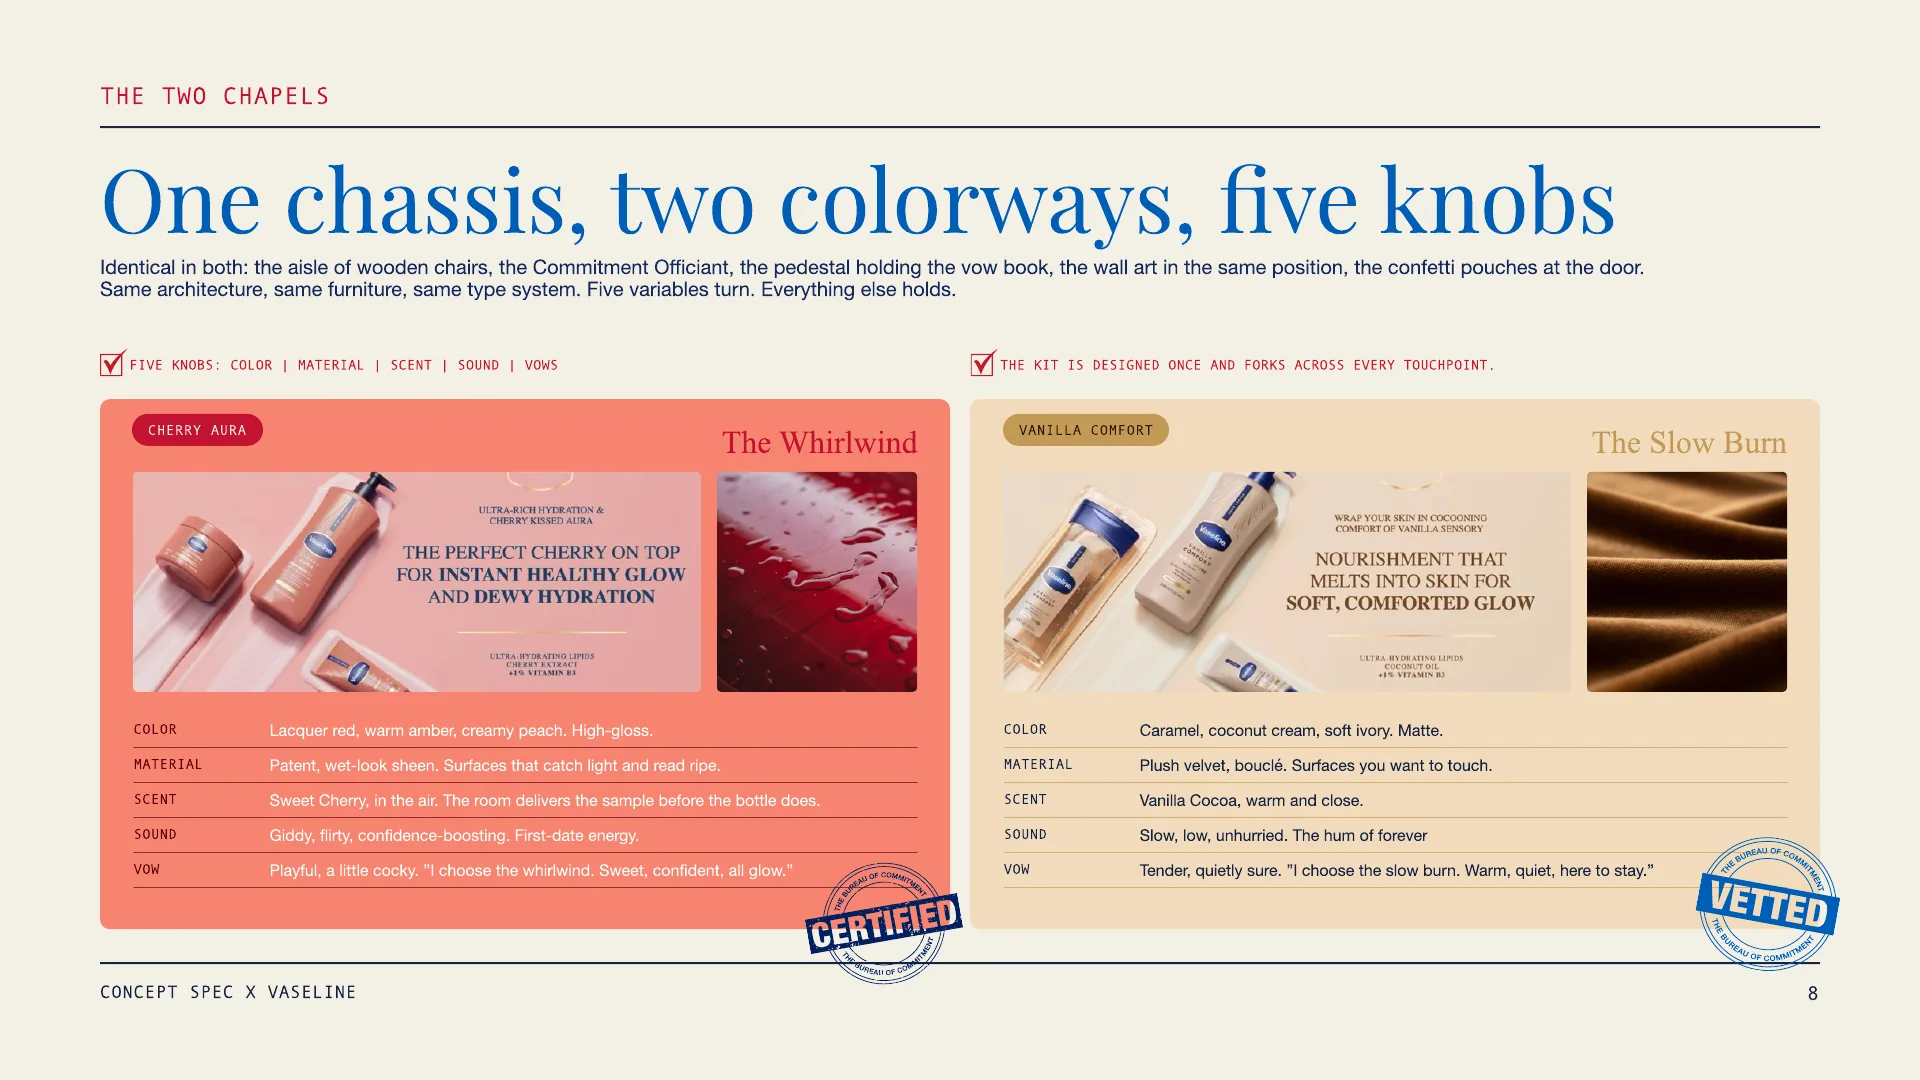 THE TWO CHAPELS
One chassis, two colorways, five knobs
Identical in both: the aisle of wooden chairs, the Commitment Officiant, the pedestal holding the vow book, the wall art in the same position, the confetti pouches at the door.
Same architecture, same furniture, same type system. Five variables turn. Everything else holds.
FIVE KNOBS: COLOR | MATERIAL | SCENT | SOUND | VOWS
CHERRY AURA
The Whirlwind
Vaseline
Vaseline
ULTRA-RICH HYDRATION &
CHERRY KISSED AURA
THE PERFECT CHERRY ON TOP
FOR INSTANT HEALTHY GLOW
AND DEWY HYDRATION
ULTRA-HYDRATING LIPIDS
CHERRY EXTRACT
+1% VITAMIN B3
COLOR Lacquer red, warm amber, creamy peach. High-gloss.
MATERIAL Patent, wet-look sheen. Surfaces that catch light and read ripe.
SCENT Sweet Cherry, in the air. The room delivers the sample before the bottle does.
SOUND Giddy, flirty, confidence-boosting. First-date energy.
VOW Playful, a little cocky. ”I choose the whirlwind. Sweet, confident, all glow.”
THE BUREAU OF COMMITMENT
CERTIFIED
THE BUREAU OF COMMITMENT
THE KIT IS DESIGNED ONCE AND FORKS ACROSS EVERY TOUCHPOINT.
VANILLA COMFORT
The Slow Burn
Vaseline
VANILLA
COMFORT
Vaseline
VANILLA
COMFORT
Vaseline
WRAP YOUR SKIN IN COCOONING
COMFORT OF VANILLA SENSORY
NOURISHMENT THAT
MELTS INTO SKIN FOR
SOFT, COMFORTED GLOW
ULTRA-HYDRATING LIPIDS
COCONUT OIL
+1% VITAMIN B3
COLOR Caramel, coconut cream, soft ivory. Matte.
MATERIAL Plush velvet, bouclé. Surfaces you want to touch.
SCENT Vanilla Cocoa, warm and close.
SOUND Slow, low, unhurried. The hum of forever
VOW Tender, quietly sure. ”I choose the slow burn. Warm, quiet, here to stay.”
THE BUREAU OF COMMITMENT
VETTED
THE BUREAU OF COMMITMENT
CONCEPT SPEC X VASELINE
8